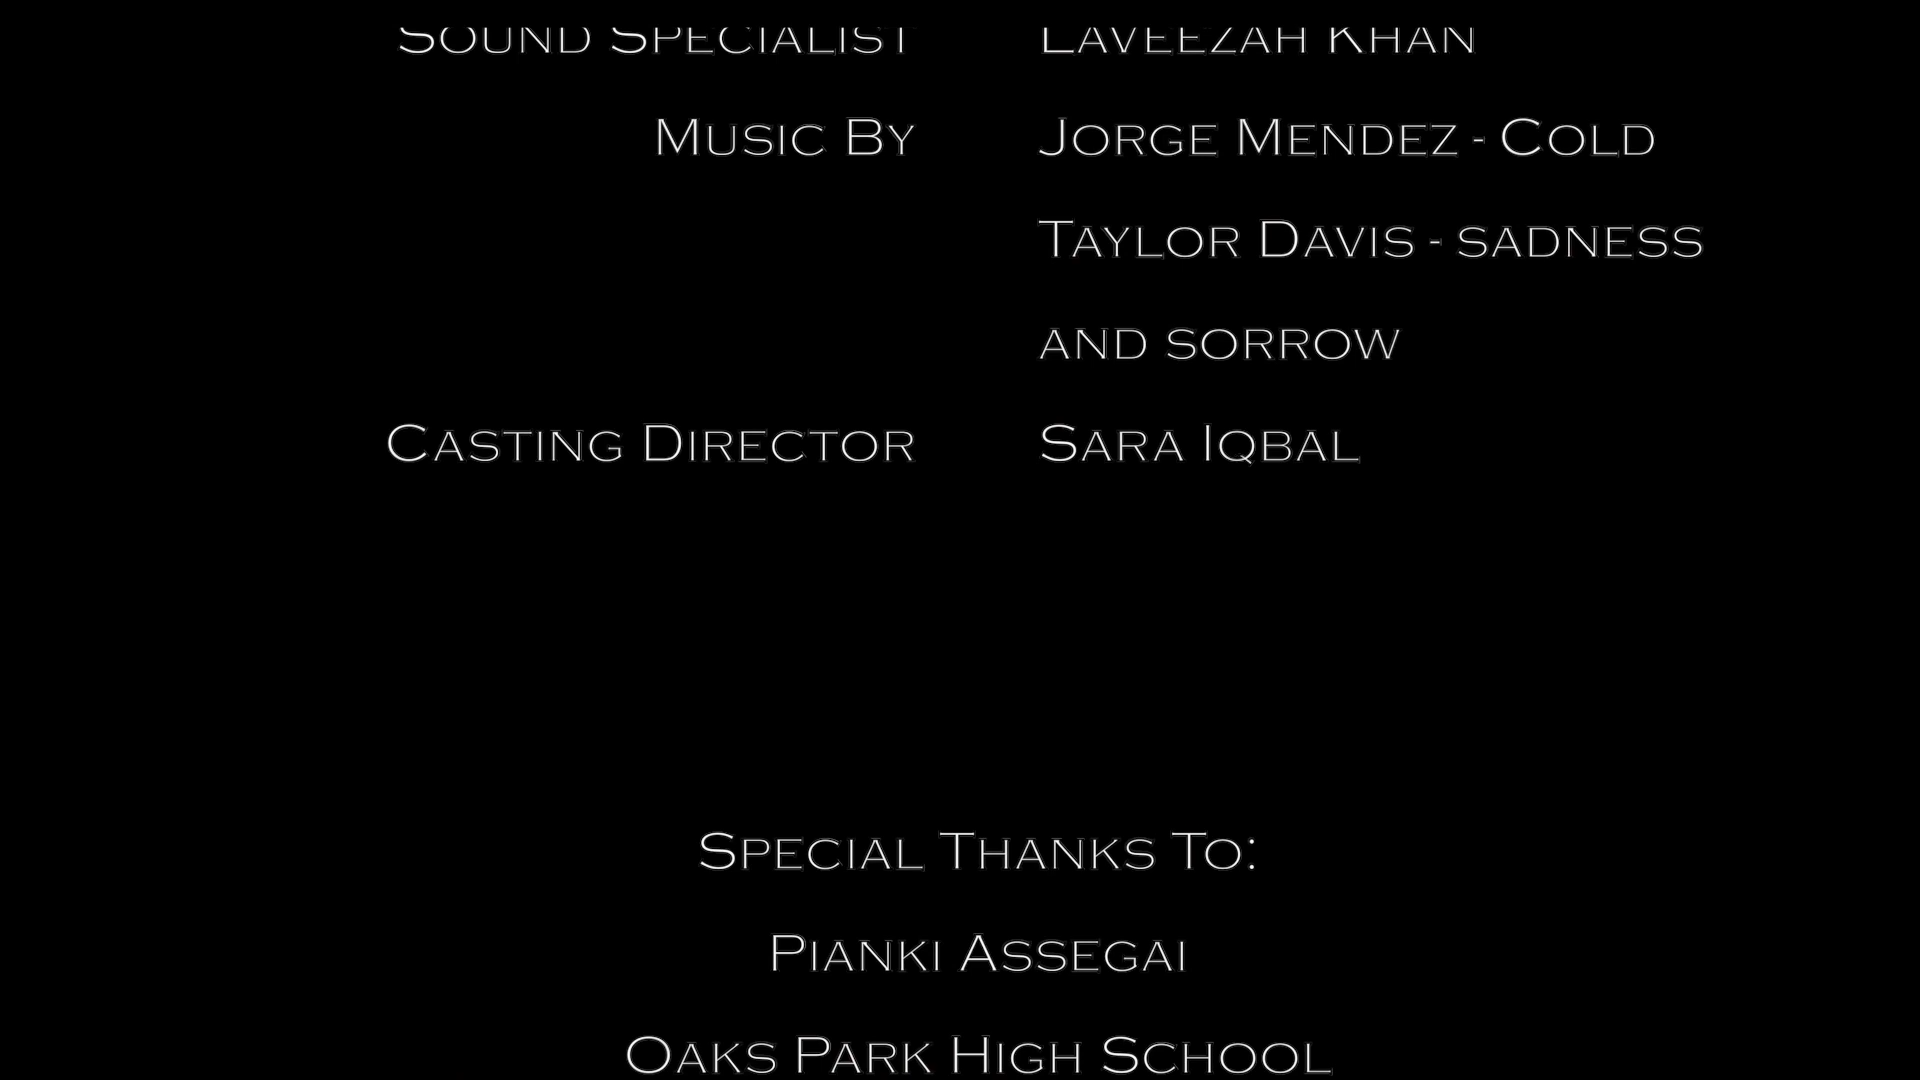 Sound Specialist Laveezah Khan
Music By Jorge Mendez - Cold
Taylor Davis - sadness
and sorrow
Casting Director Sara Iqbal
Special Thanks To:
Pianki Assegai
Oaks Park High School